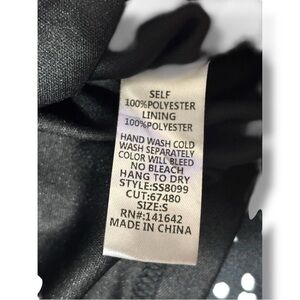 SELF
100%POLYESTER
LINING
100%POLYESTER
HAND WASH COLD
WASH SEPARATELY
COLOR WILL BLEED
NO BLEACH
HANG TO DRY
STYLE:SS8099
CUT:67480
SIZE:S
RN#:141642
MADE IN CHINA